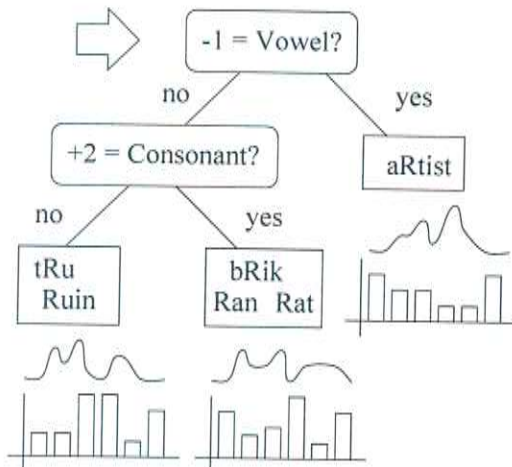 -1 = Vowel?
no
yes
+2 = Consonant?
aRtist
no
yes
tRu
Ruin
bRik
Ran Rat